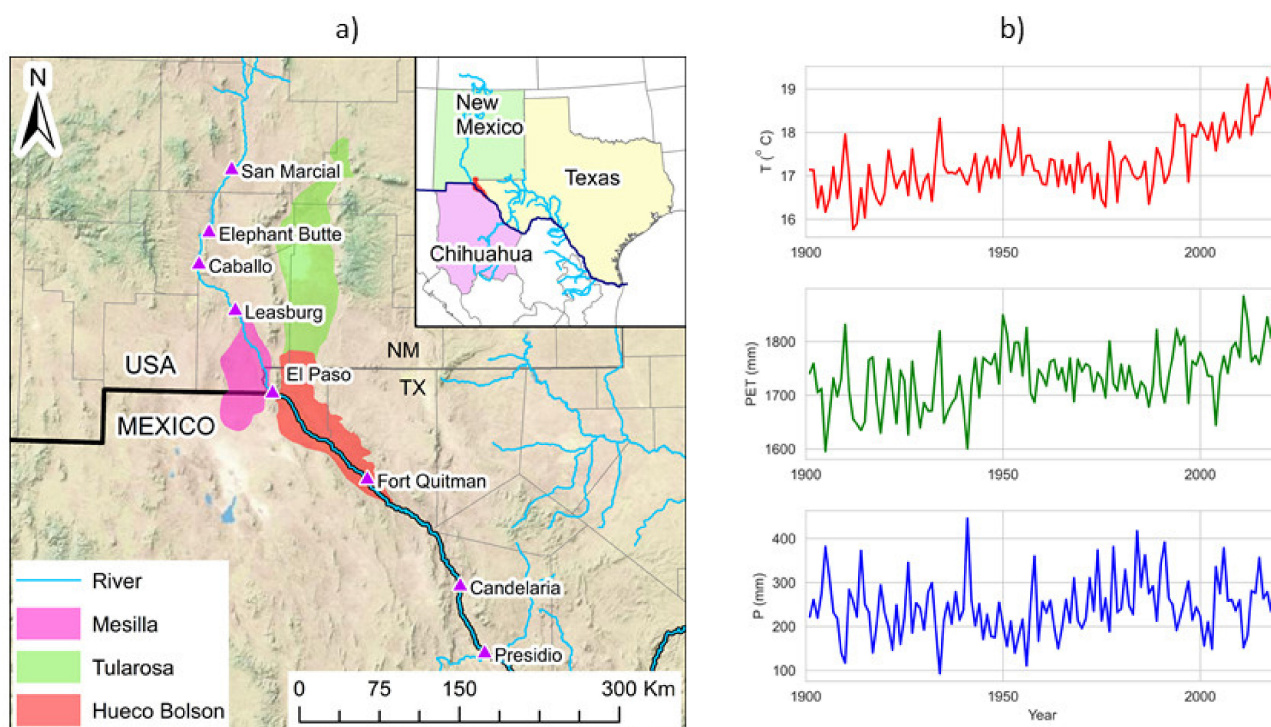 a)
N
San Marcial
Elephant Butte
Caballo
Leasburg
NM
USA
El Paso
TX
MEXICO
Fort Quitman
Candelaria
Presidio
New
Mexico
Texas
Chihuahua
River
Mesilla
Tularosa
Hueco Bolson
0 75 150 300 Km
b)
T (° C)
19
18
17
16
1900 1950 2000
PET (mm)
1800
1700
1600
1900 1950 2000
P (mm)
400
300
200
100
1900 1950 2000
Year